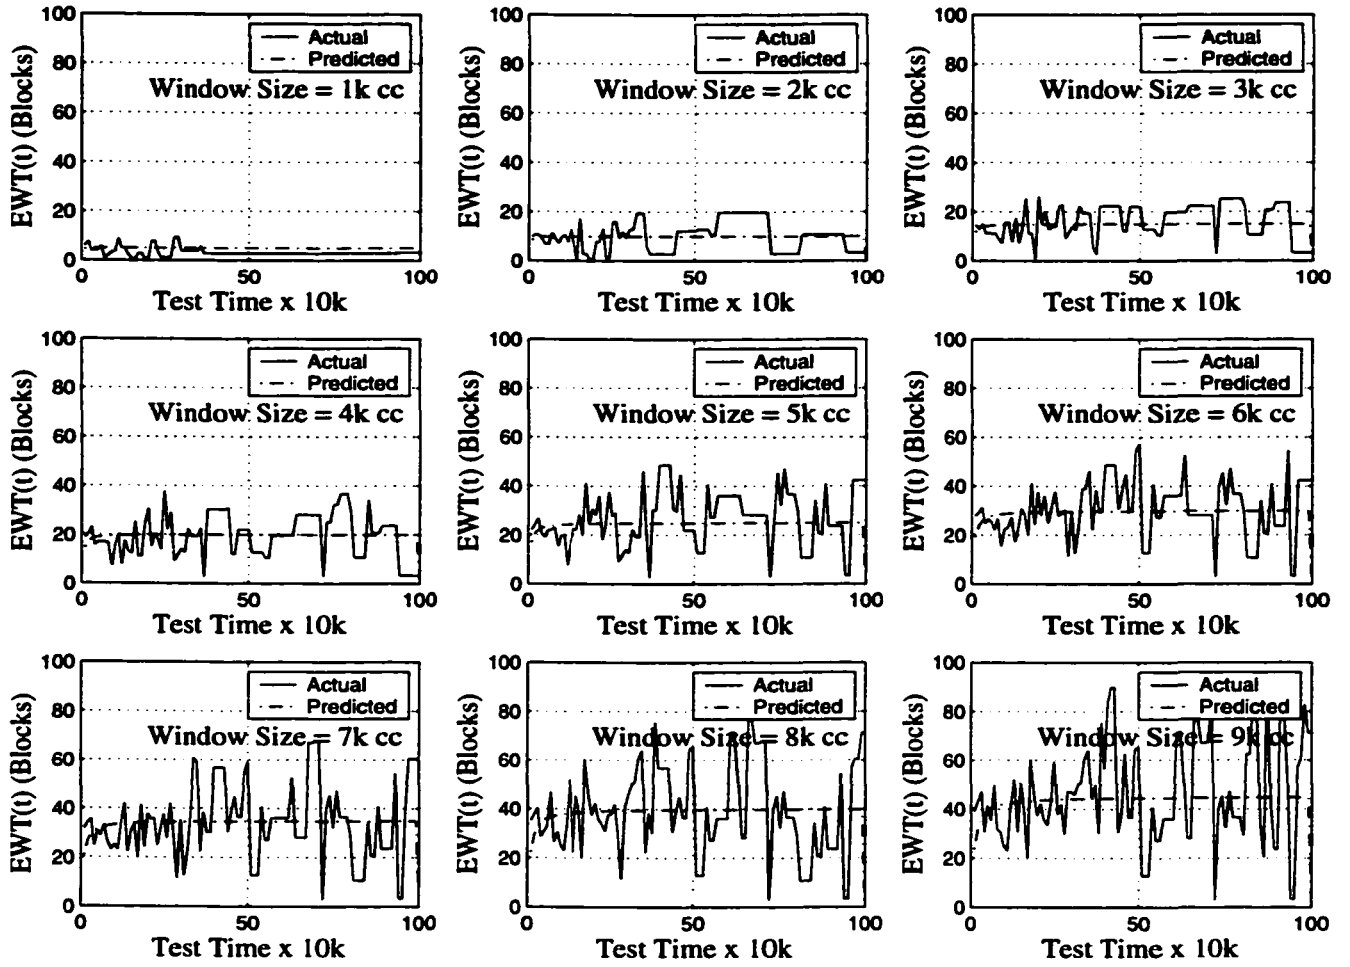 100
80
60
40
20
0
EWT(t) (Blocks)
Actual
Predicted
Window Size = 1k cc
0 50 100
Test Time x 10k
100
80
60
40
20
0
EWT(t) (Blocks)
Actual
Predicted
Window Size = 2k cc
0 50 100
Test Time x 10k
100
80
60
40
20
0
EWT(t) (Blocks)
Actual
Predicted
Window Size = 3k cc
0 50 100
Test Time x 10k
100
80
60
40
20
0
EWT(t) (Blocks)
Actual
Predicted
Window Size = 4k cc
0 50 100
Test Time x 10k
100
80
60
40
20
0
EWT(t) (Blocks)
Actual
Predicted
Window Size = 5k cc
0 50 100
Test Time x 10k
100
80
60
40
20
0
EWT(t) (Blocks)
Actual
Predicted
Window Size = 6k cc
0 50 100
Test Time x 10k
100
80
60
40
20
0
EWT(t) (Blocks)
Actual
Predicted
Window Size = 7k cc
0 50 100
Test Time x 10k
100
80
60
40
20
0
EWT(t) (Blocks)
Actual
Predicted
Window Size = 8k cc
0 50 100
Test Time x 10k
100
80
60
40
20
0
EWT(t) (Blocks)
Actual
Predicted
Window Size = 9k cc
0 50 100
Test Time x 10k